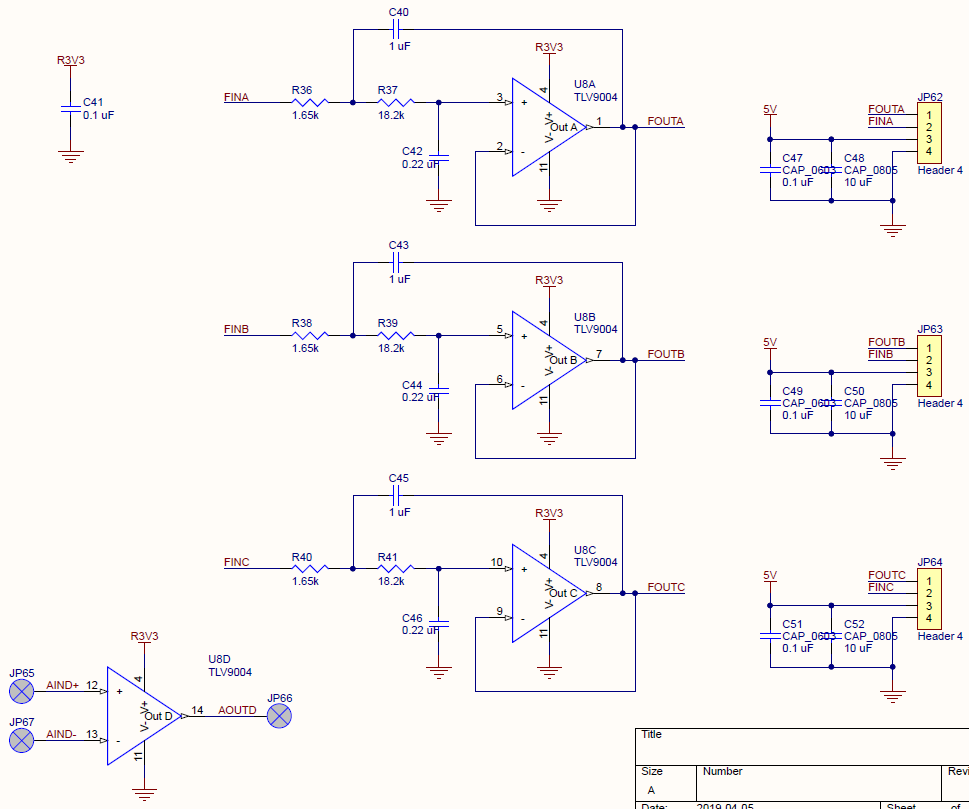 C40
1 uF
R3V3
C41
0.1 uF
FINA
R36
1.65k
R37
18.2k
C42
0.22 uF
R3V3
U8A
TLV9004
3
+
4
V+
V-
Out A
1
2
-
11
FOUTA
5V
C47
CAP_0603
0.1 uF
C48
CAP_0805
10 uF
JP62
FOUTA
FINA
1
2
3
4
Header 4
C43
1 uF
FINB
R38
1.65k
R39
18.2k
C44
0.22 uF
R3V3
U8B
TLV9004
5
+
4
V+
V-
Out B
7
6
-
11
FOUTB
5V
C49
CAP_0603
0.1 uF
C50
CAP_0805
10 uF
JP63
FOUTB
FINB
1
2
3
4
Header 4
C45
1 uF
FINC
R40
1.65k
R41
18.2k
C46
0.22 uF
R3V3
U8C
TLV9004
10
+
4
V+
V-
Out C
8
9
-
11
FOUTC
5V
C51
CAP_0603
0.1 uF
C52
CAP_0805
10 uF
JP64
FOUTC
FINC
1
2
3
4
Header 4
R3V3
U8D
TLV9004
JP65
AIND+ 12
+
4
V+
V-
Out D
14
AOUTD
JP66
JP67
AIND- 13
-
11
Title
Size
Number
Revi
A
Date:
2019-04-05
Sheet
of